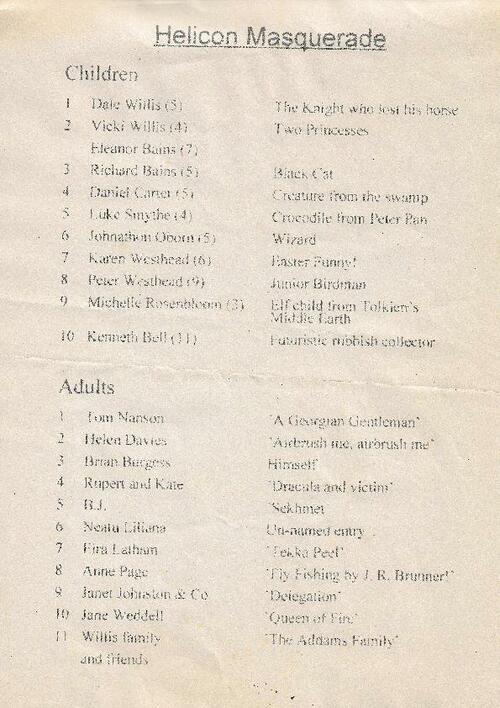 Helicon Masquerade
Children
1 Dale Willis (5) The Knight who lost his horse
2 Vicki Willis (4) Two Princesses
Eleanor Bains (7)
3 Richard Bains (5) Black Cat
4 Daniel Carter (5) Creature from the swamp
5 Luke Smythe (4) Crocodile from Peter Pan
6 Johnathon Oborn (5) Wizard
7 Karen Westhead (6) Easter Funny!
8 Peter Westhead (9) Junior Birdman
9 Michelle Rosenbloom (3) Elf child from Tolkien's
Middle Earth
10 Kenneth Bell (11) Futuristic rubbish collector
Adults
1 Tom Nanson 'A Georgian Gentleman'
2 Helen Davies 'Airbrush me, airbrush me'
3 Brian Burgess Himself
4 Rupert and Kate 'Dracula and victim'
5 B.J. 'Sekhmet
6 Neatu Liliana Un-named entry
7 Eira Latham 'Tekka Peel'
8 Anne Page 'Fly Fishing by J. R. Brunner!'
9 Janet Johnston & Co 'Delegation'
10 Jane Weddell 'Queen of Fire'
11 Willis family 'The Addams Family'
and friends